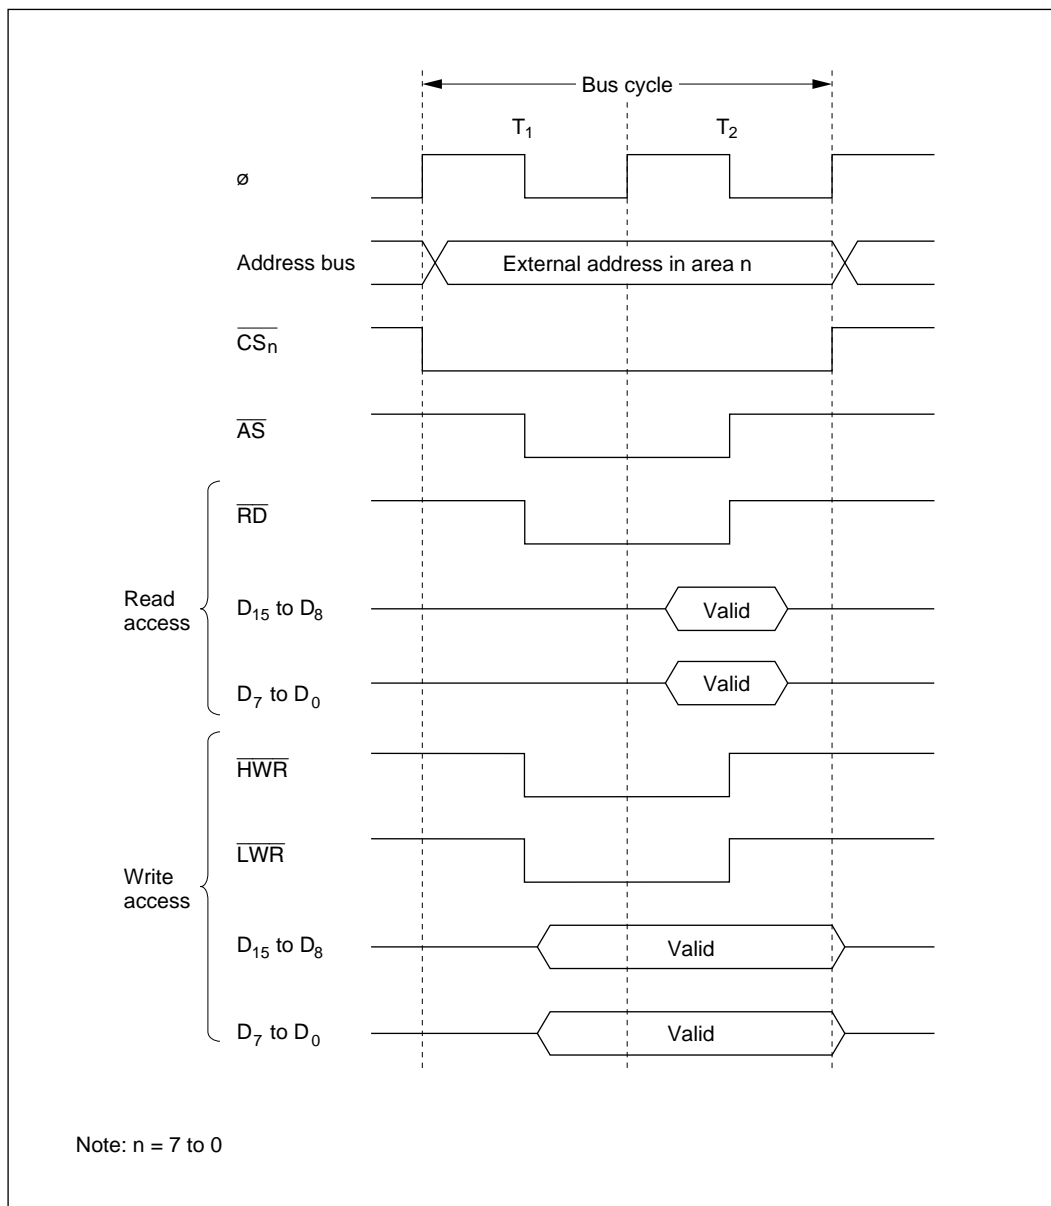 Bus cycle
T1 T2
ø
Address bus External address in area n
CSn
AS
RD
Read access
D15 to D8 Valid
D7 to D0 Valid
HWR
LWR
Write access
D15 to D8 Valid
D7 to D0 Valid
Note: n = 7 to 0